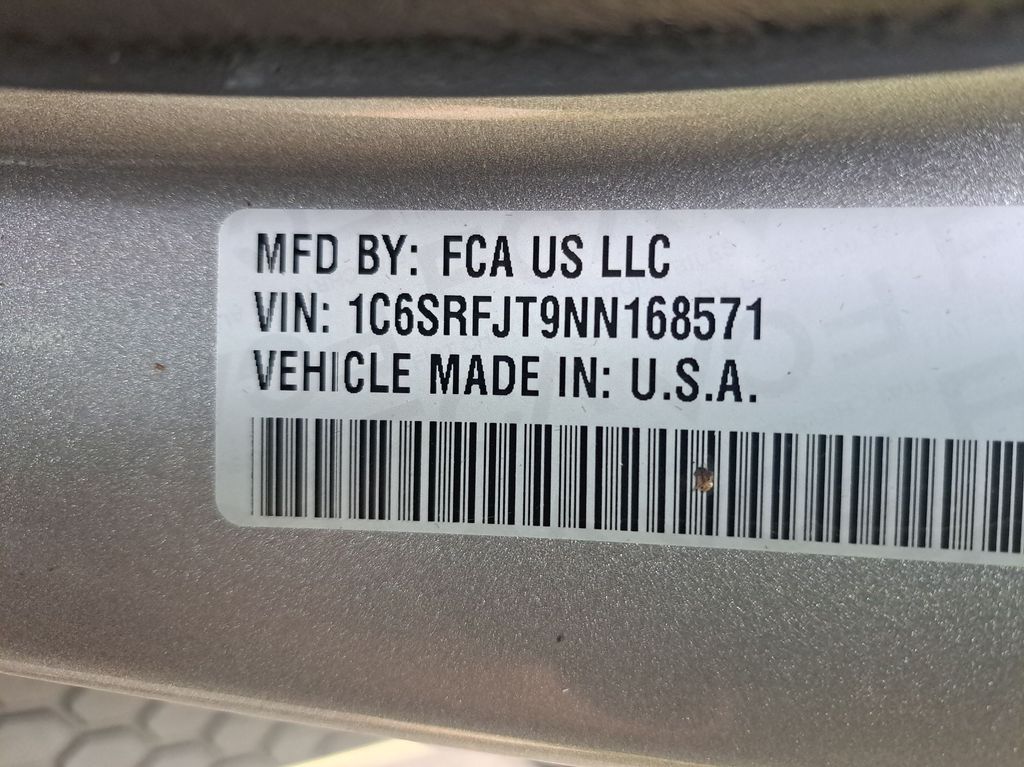 MFD BY: FCA US LLC
VIN: 1C6SRFJT9NN168571
VEHICLE MADE IN: U.S.A.